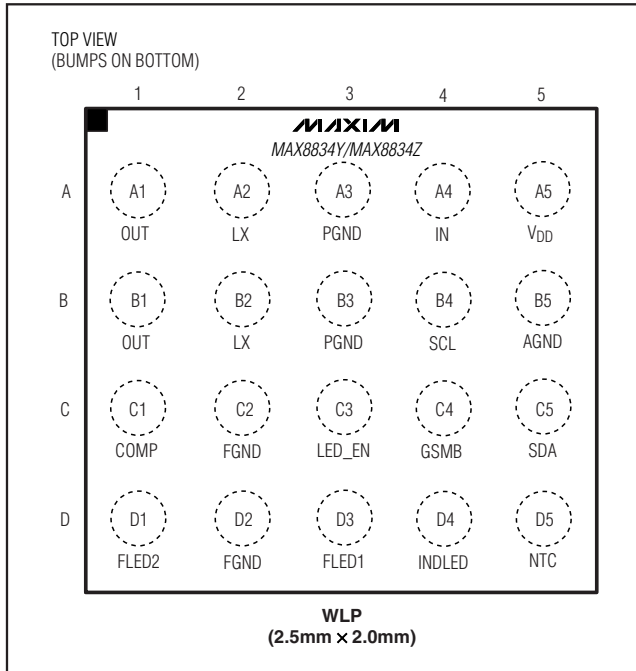 TOP VIEW
(BUMPS ON BOTTOM)
1 2 3 4 5
MAXIM
MAX8834Y/MAX8834Z
A A1 A2 A3 A4 A5
OUT LX PGND IN VDD
B B1 B2 B3 B4 B5
OUT LX PGND SCL AGND
C C1 C2 C3 C4 C5
COMP FGND LED_EN GSMB SDA
D D1 D2 D3 D4 D5
FLED2 FGND FLED1 INDLED NTC
WLP
(2.5mm × 2.0mm)